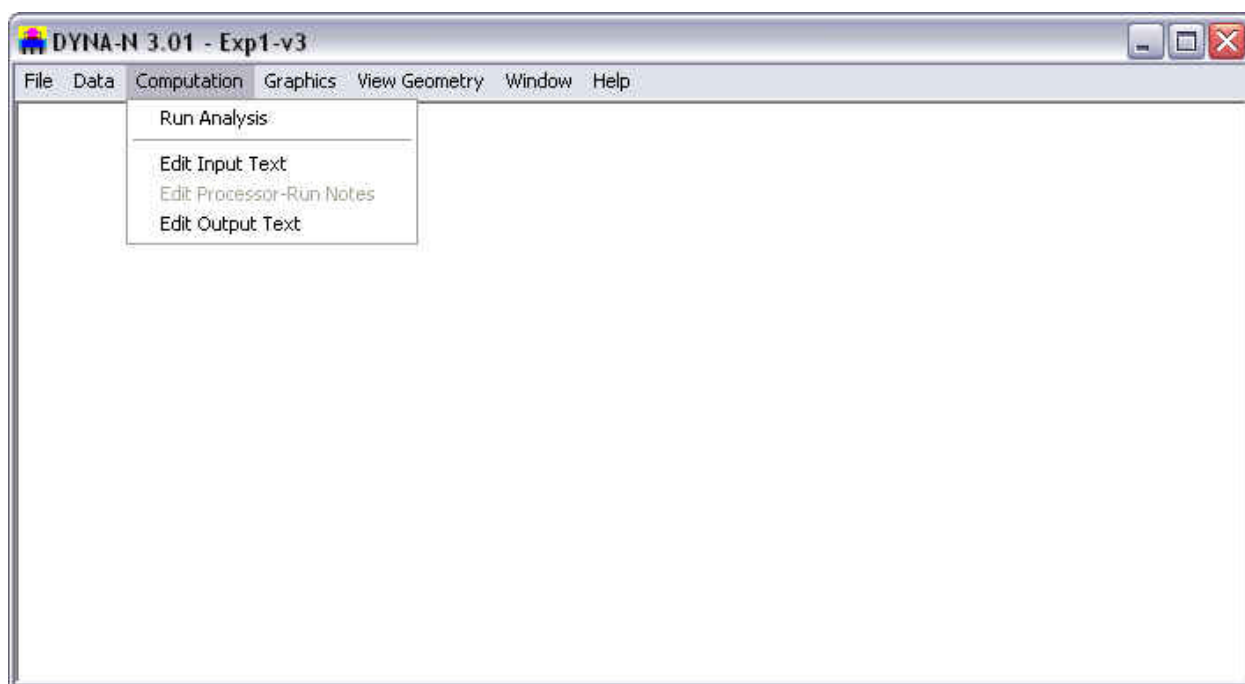 DYNA-N 3.01 - Exp1-v3
File Data Computation Graphics View Geometry Window Help
Run Analysis
Edit Input Text
Edit Processor-Run Notes
Edit Output Text